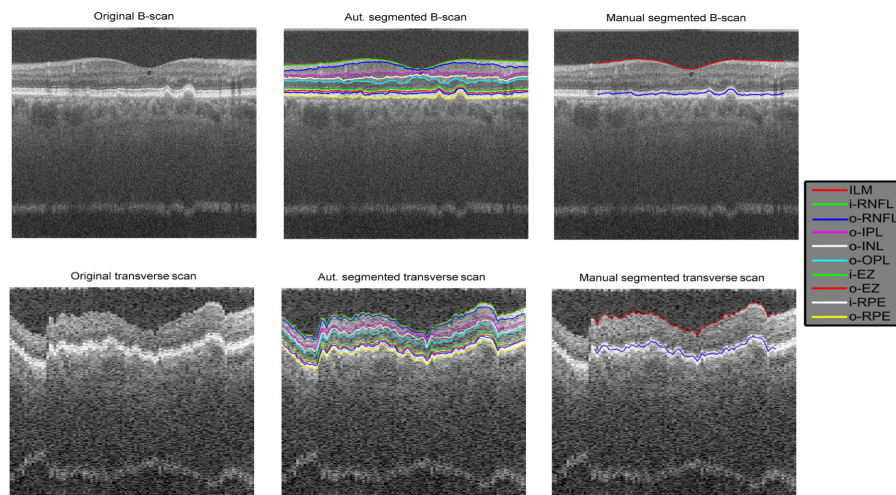 Original B-scan
Aut. segmented B-scan
Manual segmented B-scan
ILM
i-RNFL
o-RNFL
o-IPL
o-INL
o-OPL
i-EZ
o-EZ
i-RPE
o-RPE
Original transverse scan
Aut. segmented transverse scan
Manual segmented transverse scan